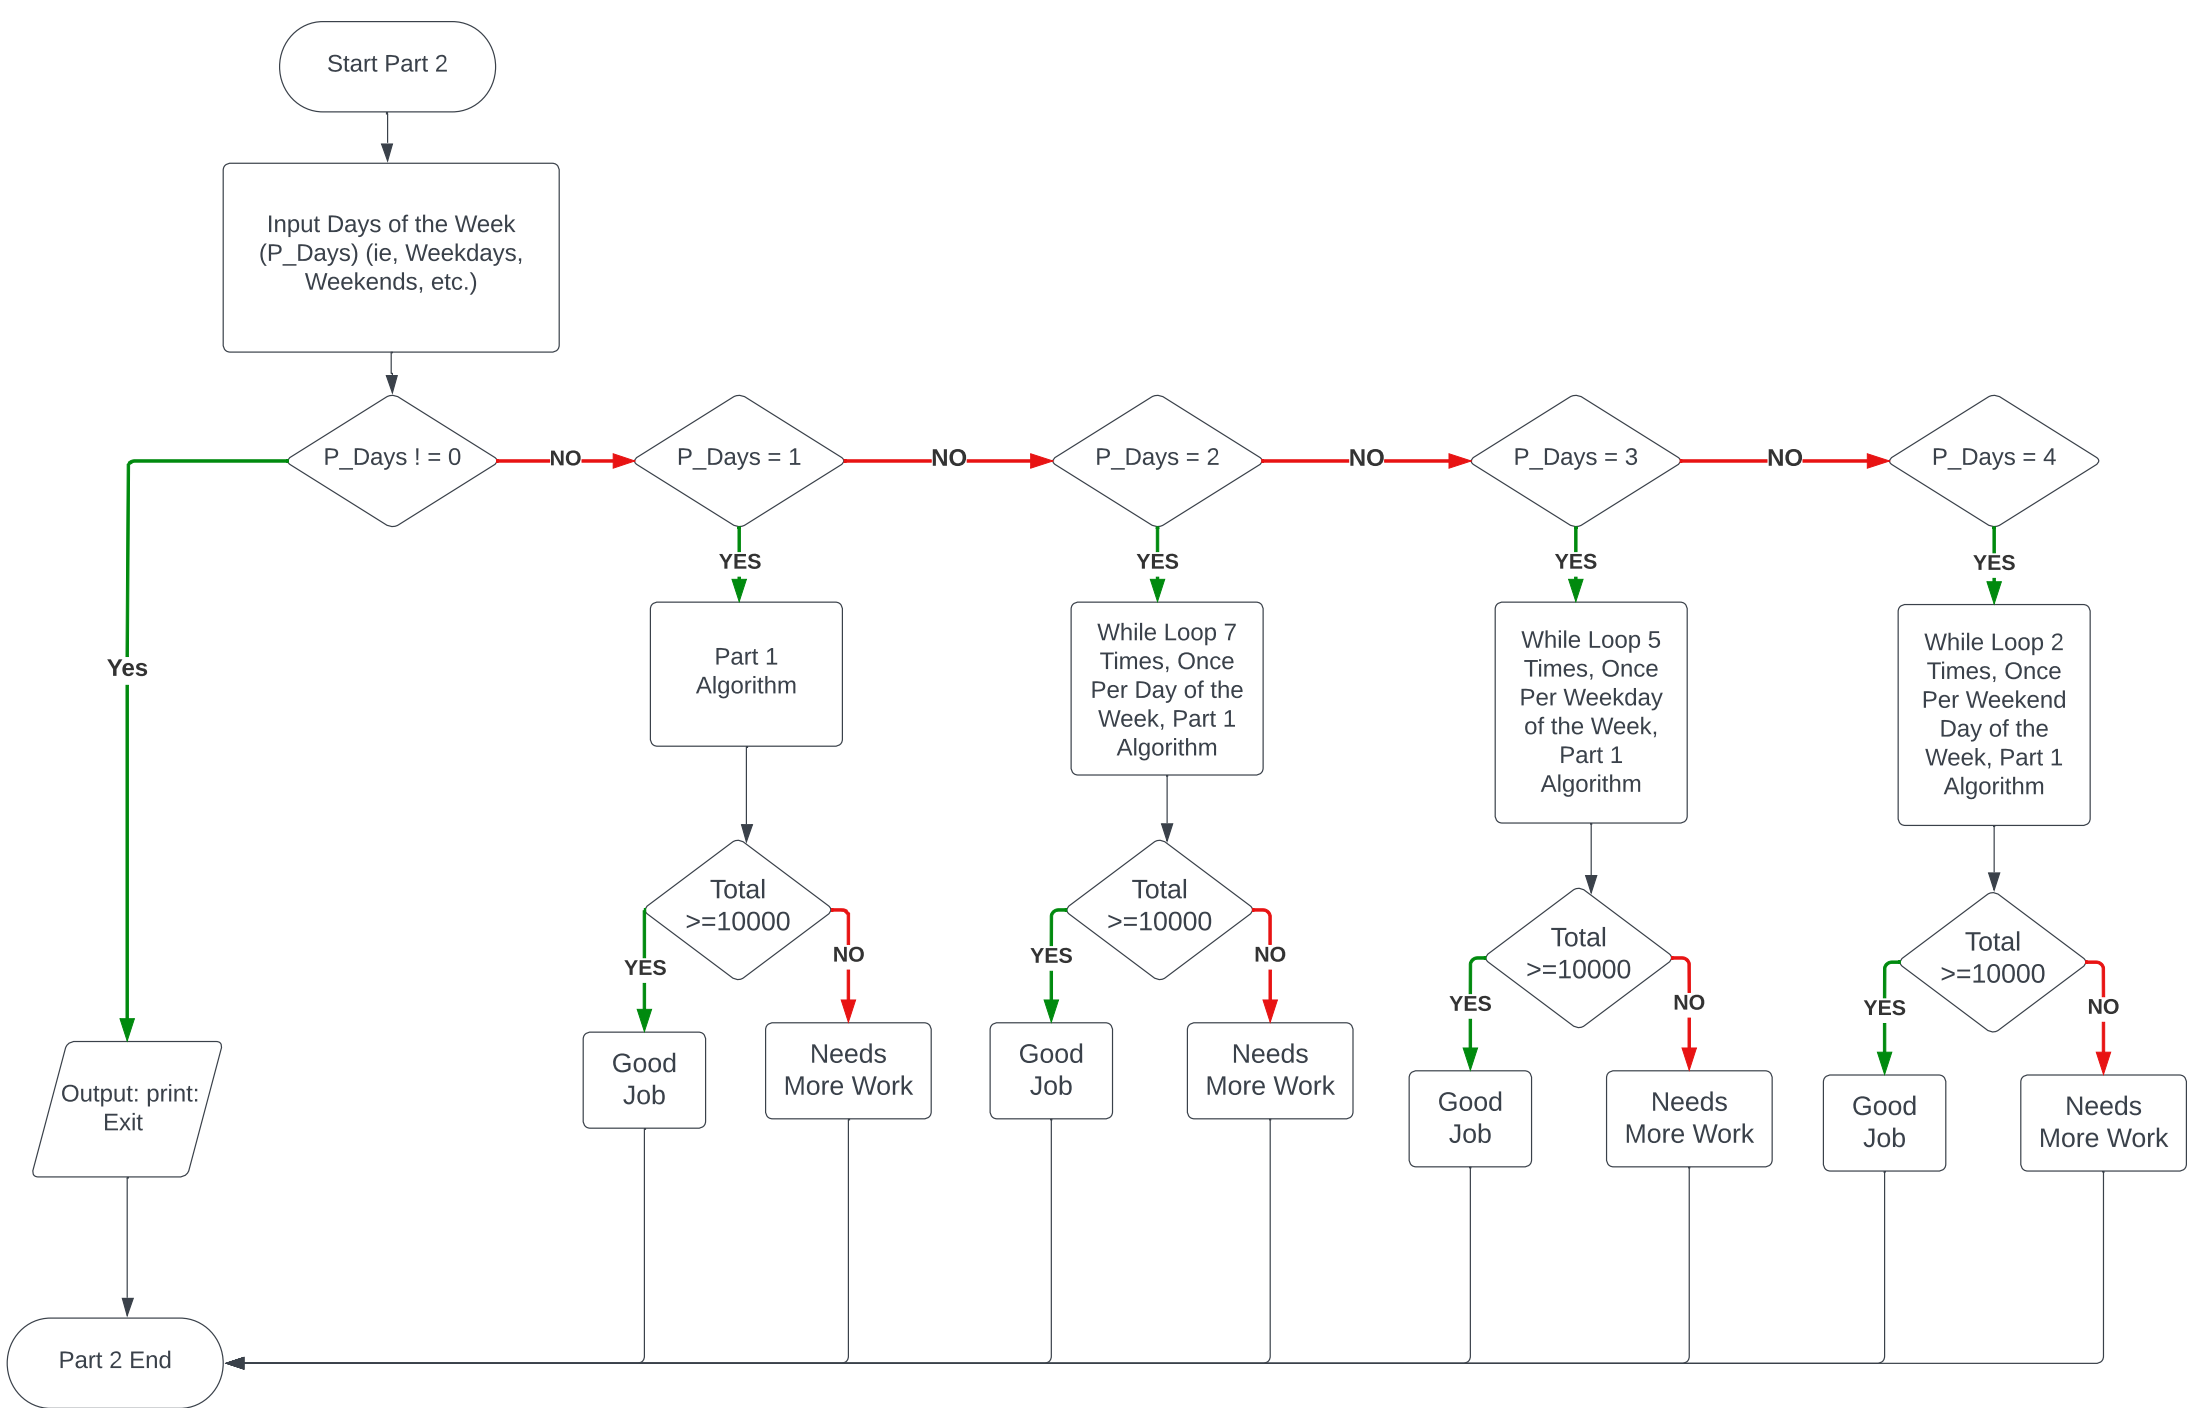 Start Part 2
Input Days of the Week
(P_Days) (ie, Weekdays,
Weekends, etc.)
P_Days ! = 0
NO
P_Days = 1
NO
P_Days = 2
NO
P_Days = 3
NO
P_Days = 4
Yes
YES
YES
YES
YES
Part 1
Algorithm
While Loop 7
Times, Once
Per Day of the
Week, Part 1
Algorithm
While Loop 5
Times, Once
Per Weekday
of the Week,
Part 1
Algorithm
While Loop 2
Times, Once
Per Weekend
Day of the
Week, Part 1
Algorithm
Total
>=10000
YES
NO
Total
>=10000
YES
NO
Total
>=10000
YES
NO
Total
>=10000
YES
NO
Output: print:
Exit
Good
Job
Needs
More Work
Good
Job
Needs
More Work
Good
Job
Needs
More Work
Good
Job
Needs
More Work
Part 2 End